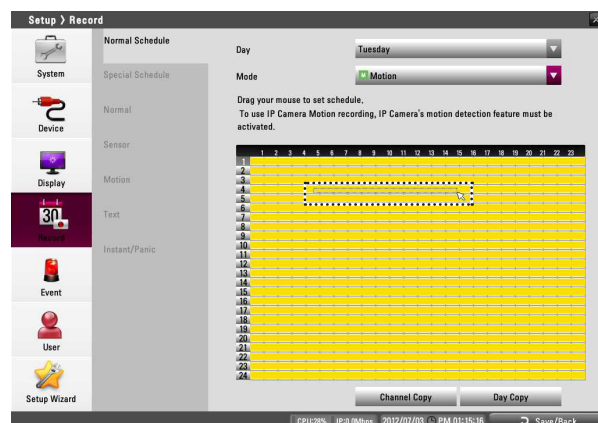 Setup > Record
System
Device
Display
Record
Event
User
Setup Wizard
Normal Schedule
Special Schedule
Normal
Sensor
Motion
Text
Instant/Panic
Day
Tuesday
Mode
M Motion
Drag your mouse to set schedule.
To use IP Camera Motion recording, IP Camera's motion detection feature must be
activated.
1 2 3 4 5 6 7 8 9 10 11 12 13 14 15 16 17 18 19 20 21 22 23
1
2
3
4
5
6
7
8
9
10
11
12
13
14
15
16
17
18
19
20
21
22
23
24
Channel Copy
Day Copy
CPU:28% IP:0.0Mbps 2012/07/03 PM 01:15:16 Save/Back
30